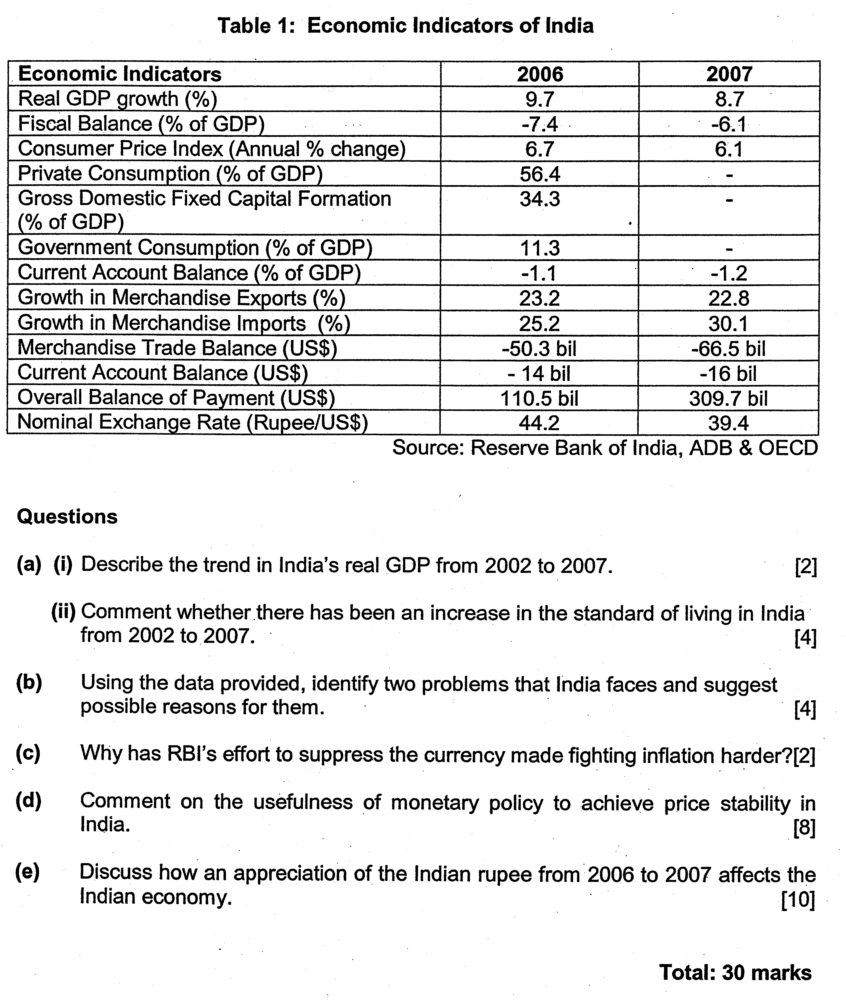 Table 1: Economic Indicators of India
Economic Indicators 2006 2007
Real GDP growth (%) 9.7 8.7
Fiscal Balance (% of GDP) -7.4 -6.1
Consumer Price Index (Annual % change) 6.7 6.1
Private Consumption (% of GDP) 56.4 -
Gross Domestic Fixed Capital Formation 34.3 -
(% of GDP)
Government Consumption (% of GDP) 11.3 -
Current Account Balance (% of GDP) -1.1 -1.2
Growth in Merchandise Exports (%) 23.2 22.8
Growth in Merchandise Imports (%) 25.2 30.1
Merchandise Trade Balance (US$) -50.3 bil -66.5 bil
Current Account Balance (US$) - 14 bil -16 bil
Overall Balance of Payment (US$) 110.5 bil 309.7 bil
Nominal Exchange Rate (Rupee/US$) 44.2 39.4
Source: Reserve Bank of India, ADB & OECD
Questions
(a) (i) Describe the trend in India's real GDP from 2002 to 2007. [2]
(ii) Comment whether there has been an increase in the standard of living in India
from 2002 to 2007. [4]
(b) Using the data provided, identify two problems that India faces and suggest
possible reasons for them. [4]
(c) Why has RBI's effort to suppress the currency made fighting inflation harder?[2]
(d) Comment on the usefulness of monetary policy to achieve price stability in
India. [8]
(e) Discuss how an appreciation of the Indian rupee from 2006 to 2007 affects the
Indian economy. [10]
Total: 30 marks